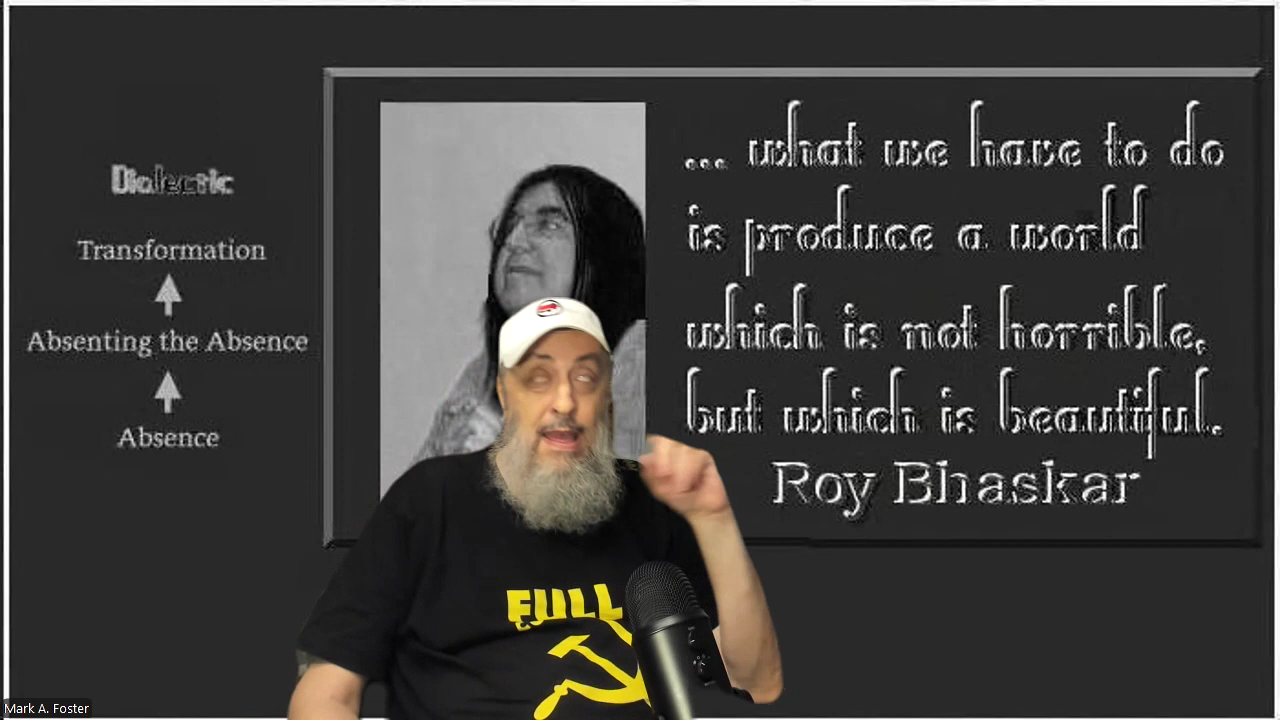 Dialectic
Transformation
Absenting the Absence
Absence
... what we have to do
is produce a world
which is not horrible,
but which is beautiful.
Roy Bhaskar
FULL
Mark A. Foster